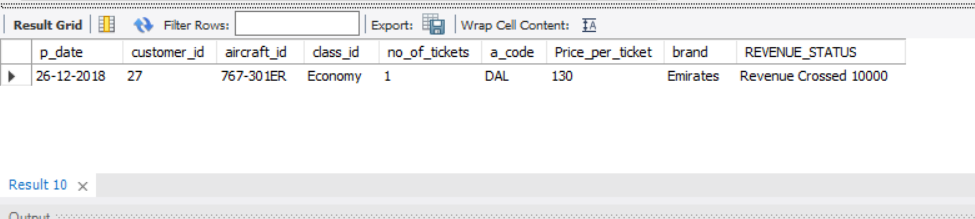 Result Grid Filter Rows: Export: Wrap Cell Content: IA
p_date customer_id aircraft_id class_id no_of_tickets a_code Price_per_ticket brand REVENUE_STATUS
26-12-2018 27 767-301ER Economy 1 DAL 130 Emirates Revenue Crossed 10000
Result 10 ×
Output